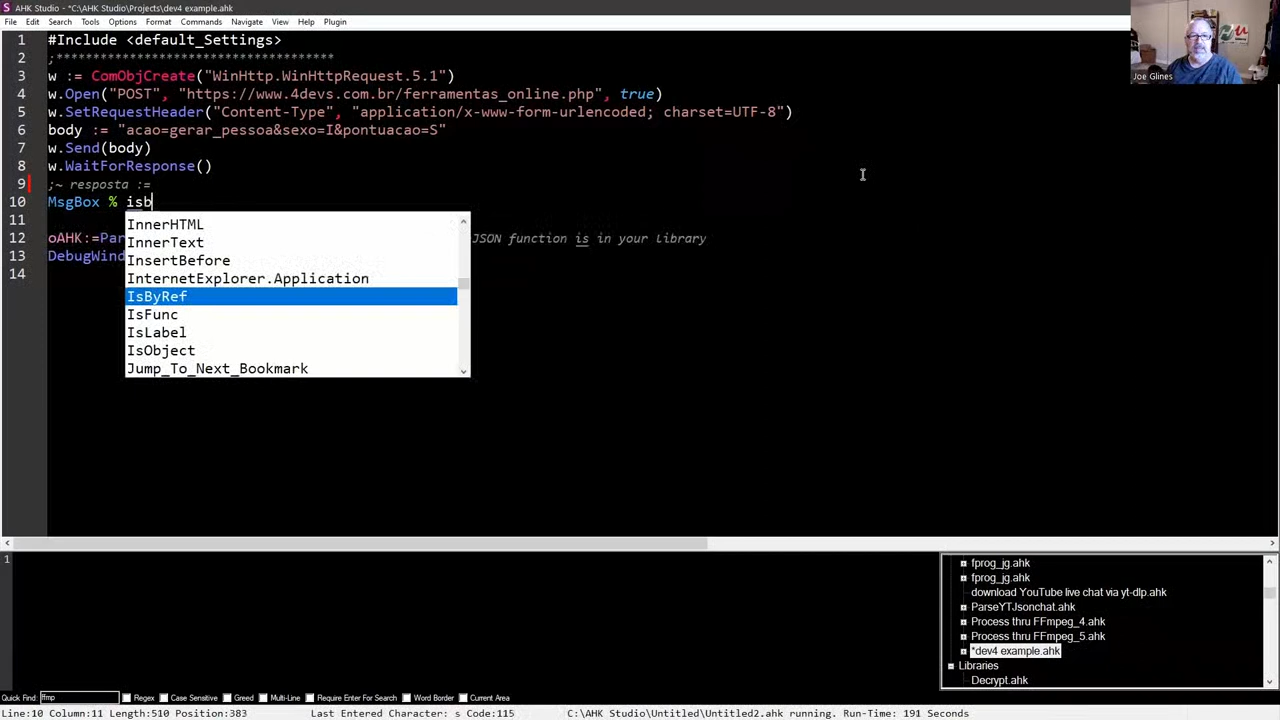 AHK Studio - *C:\AHK Studio\Projects\dev4 example.ahk
File Edit Search Tools Options Format Commands Navigate View Help Plugin
1 #Include <default_Settings>
2 ;**************************************
3 w := ComObjCreate("WinHttp.WinHttpRequest.5.1")
4 w.Open("POST", "https://www.4devs.com.br/ferramentas_online.php", true)
5 w.SetRequestHeader("Content-Type", "application/x-www-form-urlencoded; charset=UTF-8")
6 body := "acao=gerar_pessoa&sexo=I&pontuacao=S"
7 w.Send(body)
8 w.WaitForResponse()
9 ;~ resposta :=
10 MsgBox % isb
11
12 oAHK:=Par JSON function is in your library
13 DebugWind
14
InnerHTML
InnerText
InsertBefore
InternetExplorer.Application
IsByRef
IsFunc
IsLabel
IsObject
Jump_To_Next_Bookmark
Joe Glines
1
fprog_jg.ahk
fprog_jg.ahk
download YouTube live chat via yt-dlp.ahk
ParseYTJsonchat.ahk
Process thru FFmpeg_4.ahk
Process thru FFmpeg_5.ahk
*dev4 example.ahk
Libraries
Decrypt.ahk
Quick Find: ffmp Regex Case Sensitive Greed Multi-Line Require Enter For Search Word Border Current Area
Line:10 Column:11 Length:510 Position:383 Last Entered Character: s Code:115 C:\AHK Studio\Untitled\Untitled2.ahk running. Run Time: 191 Seconds